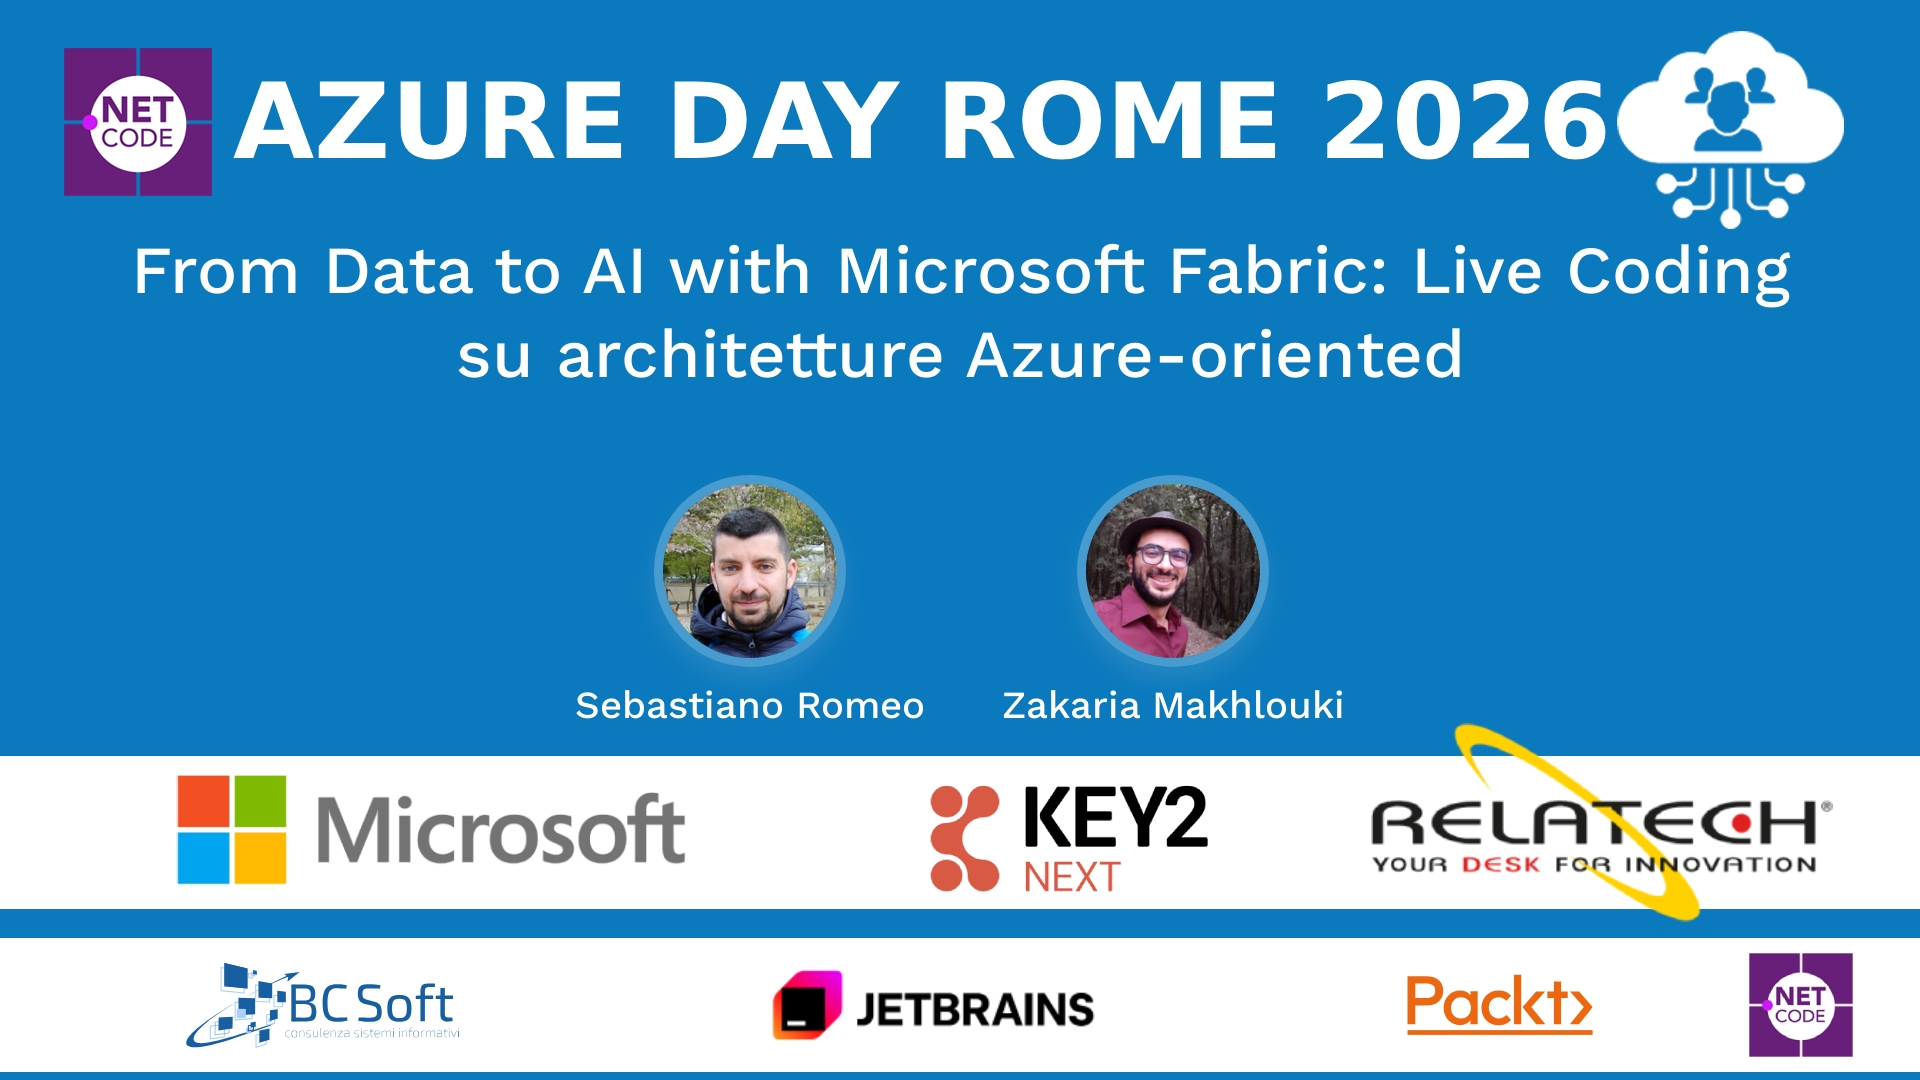 NET
CODE
AZURE DAY ROME 2026
From Data to AI with Microsoft Fabric: Live Coding
su architetture Azure-oriented
Sebastiano Romeo
Zakaria Makhlouki
Microsoft
KEY2
NEXT
RELATECH®
YOUR DESK FOR INNOVATION
BC Soft
consulenza sistemi informativi
JETBRAINS
Packt>
NET
CODE